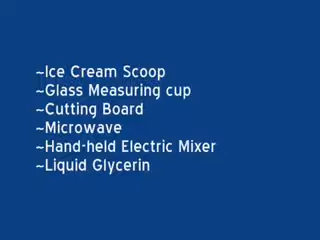 ~Ice Cream Scoop
~Glass Measuring cup
~Cutting Board
~Microwave
~Hand-held Electric Mixer
~Liquid Glycerin